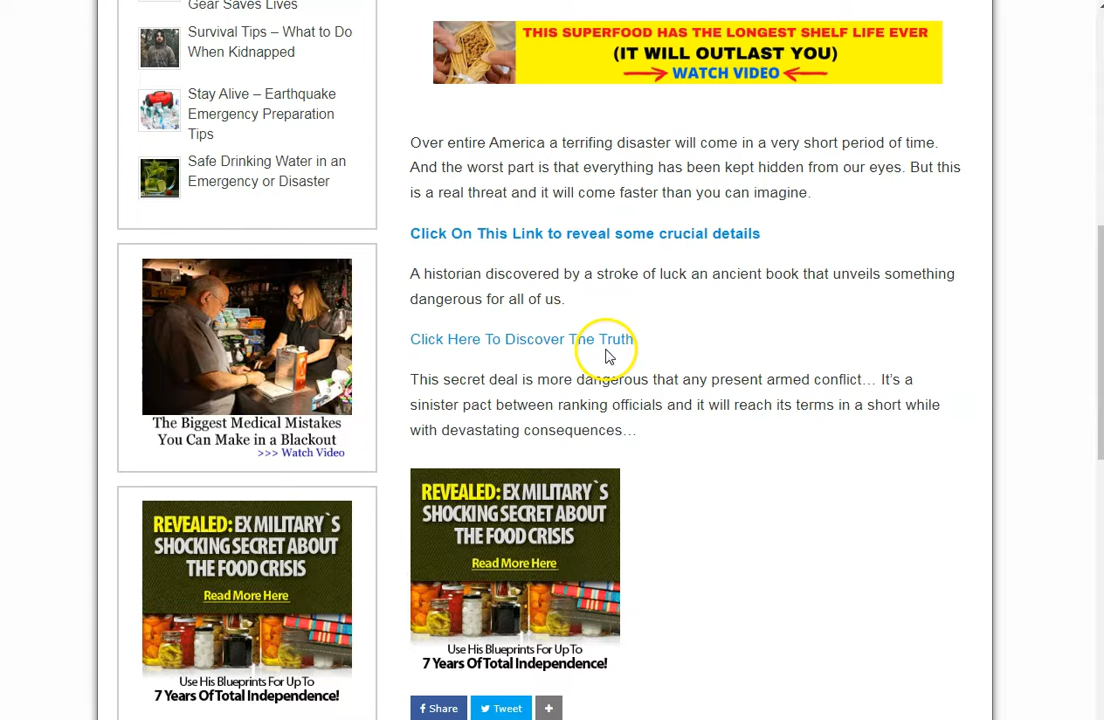 Gear Saves Lives
Survival Tips – What to Do
When Kidnapped
Stay Alive – Earthquake
Emergency Preparation
Tips
Safe Drinking Water in an
Emergency or Disaster
The Biggest Medical Mistakes
You Can Make in a Blackout
>>> Watch Video
REVEALED: EX MILITARY`S
SHOCKING SECRET ABOUT
THE FOOD CRISIS
Read More Here
Use His Blueprints For Up To
7 Years Of Total Independence!
THIS SUPERFOOD HAS THE LONGEST SHELF LIFE EVER
(IT WILL OUTLAST YOU)
WATCH VIDEO
Over entire America a terrifing disaster will come in a very short period of time.
And the worst part is that everything has been kept hidden from our eyes. But this
is a real threat and it will come faster than you can imagine.
Click On This Link to reveal some crucial details
A historian discovered by a stroke of luck an ancient book that unveils something
dangerous for all of us.
Click Here To Discover The Truth
This secret deal is more dangerous that any present armed conflict… It’s a
sinister pact between ranking officials and it will reach its terms in a short while
with devastating consequences…
REVEALED: EX MILITARY`S
SHOCKING SECRET ABOUT
THE FOOD CRISIS
Read More Here
Use His Blueprints For Up To
7 Years Of Total Independence!
Share Tweet +